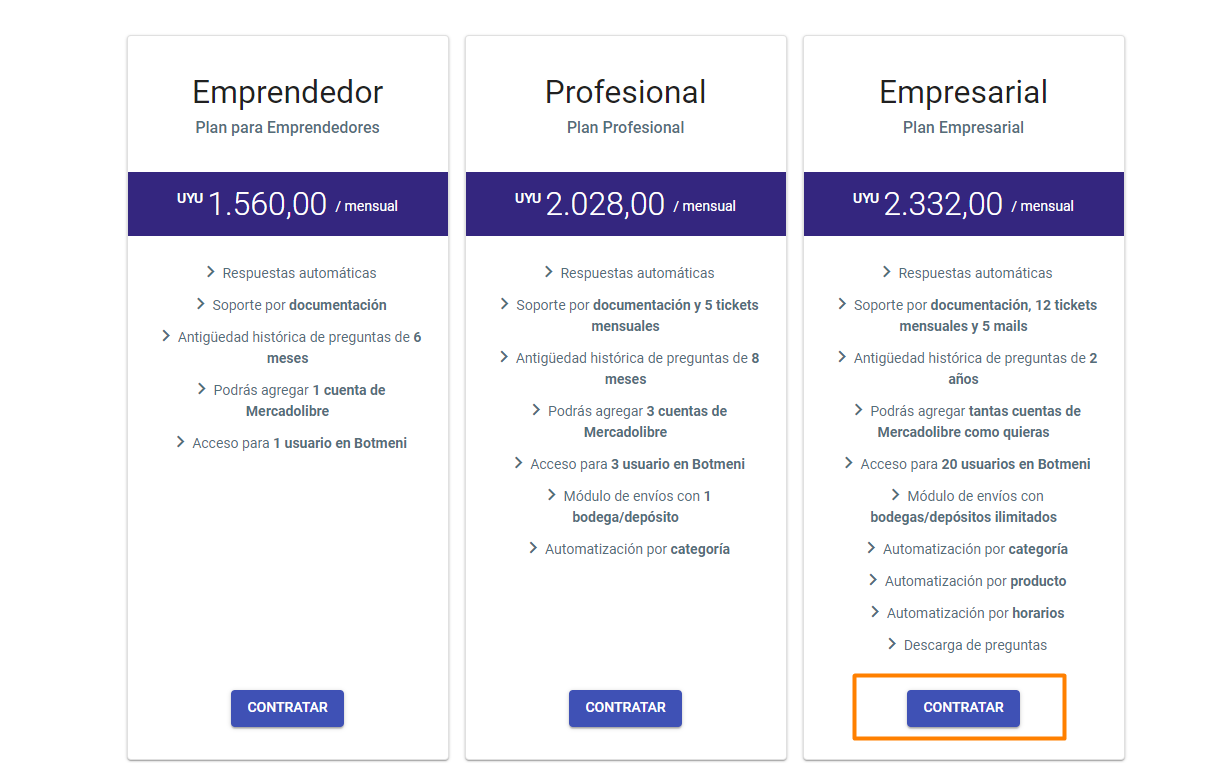 Emprendedor
Plan para Emprendedores
UYU 1.560,00 / mensual
Respuestas automáticas
Soporte por documentación
Antigüedad histórica de preguntas de 6
meses
Podrás agregar 1 cuenta de
Mercadolibre
Acceso para 1 usuario en Botmeni
CONTRATAR
Profesional
Plan Profesional
UYU 2.028,00 / mensual
Respuestas automáticas
Soporte por documentación y 5 tickets
mensuales
Antigüedad histórica de preguntas de 8
meses
Podrás agregar 3 cuentas de
Mercadolibre
Acceso para 3 usuario en Botmeni
Módulo de envíos con 1
bodega/depósito
Automatización por categoría
CONTRATAR
Empresarial
Plan Empresarial
UYU 2.332,00 / mensual
Respuestas automáticas
Soporte por documentación, 12 tickets
mensuales y 5 mails
Antigüedad histórica de preguntas de 2
años
Podrás agregar tantas cuentas de
Mercadolibre como quieras
Acceso para 20 usuarios en Botmeni
Módulo de envíos con
bodegas/depósitos ilimitados
Automatización por categoría
Automatización por producto
Automatización por horarios
Descarga de preguntas
CONTRATAR